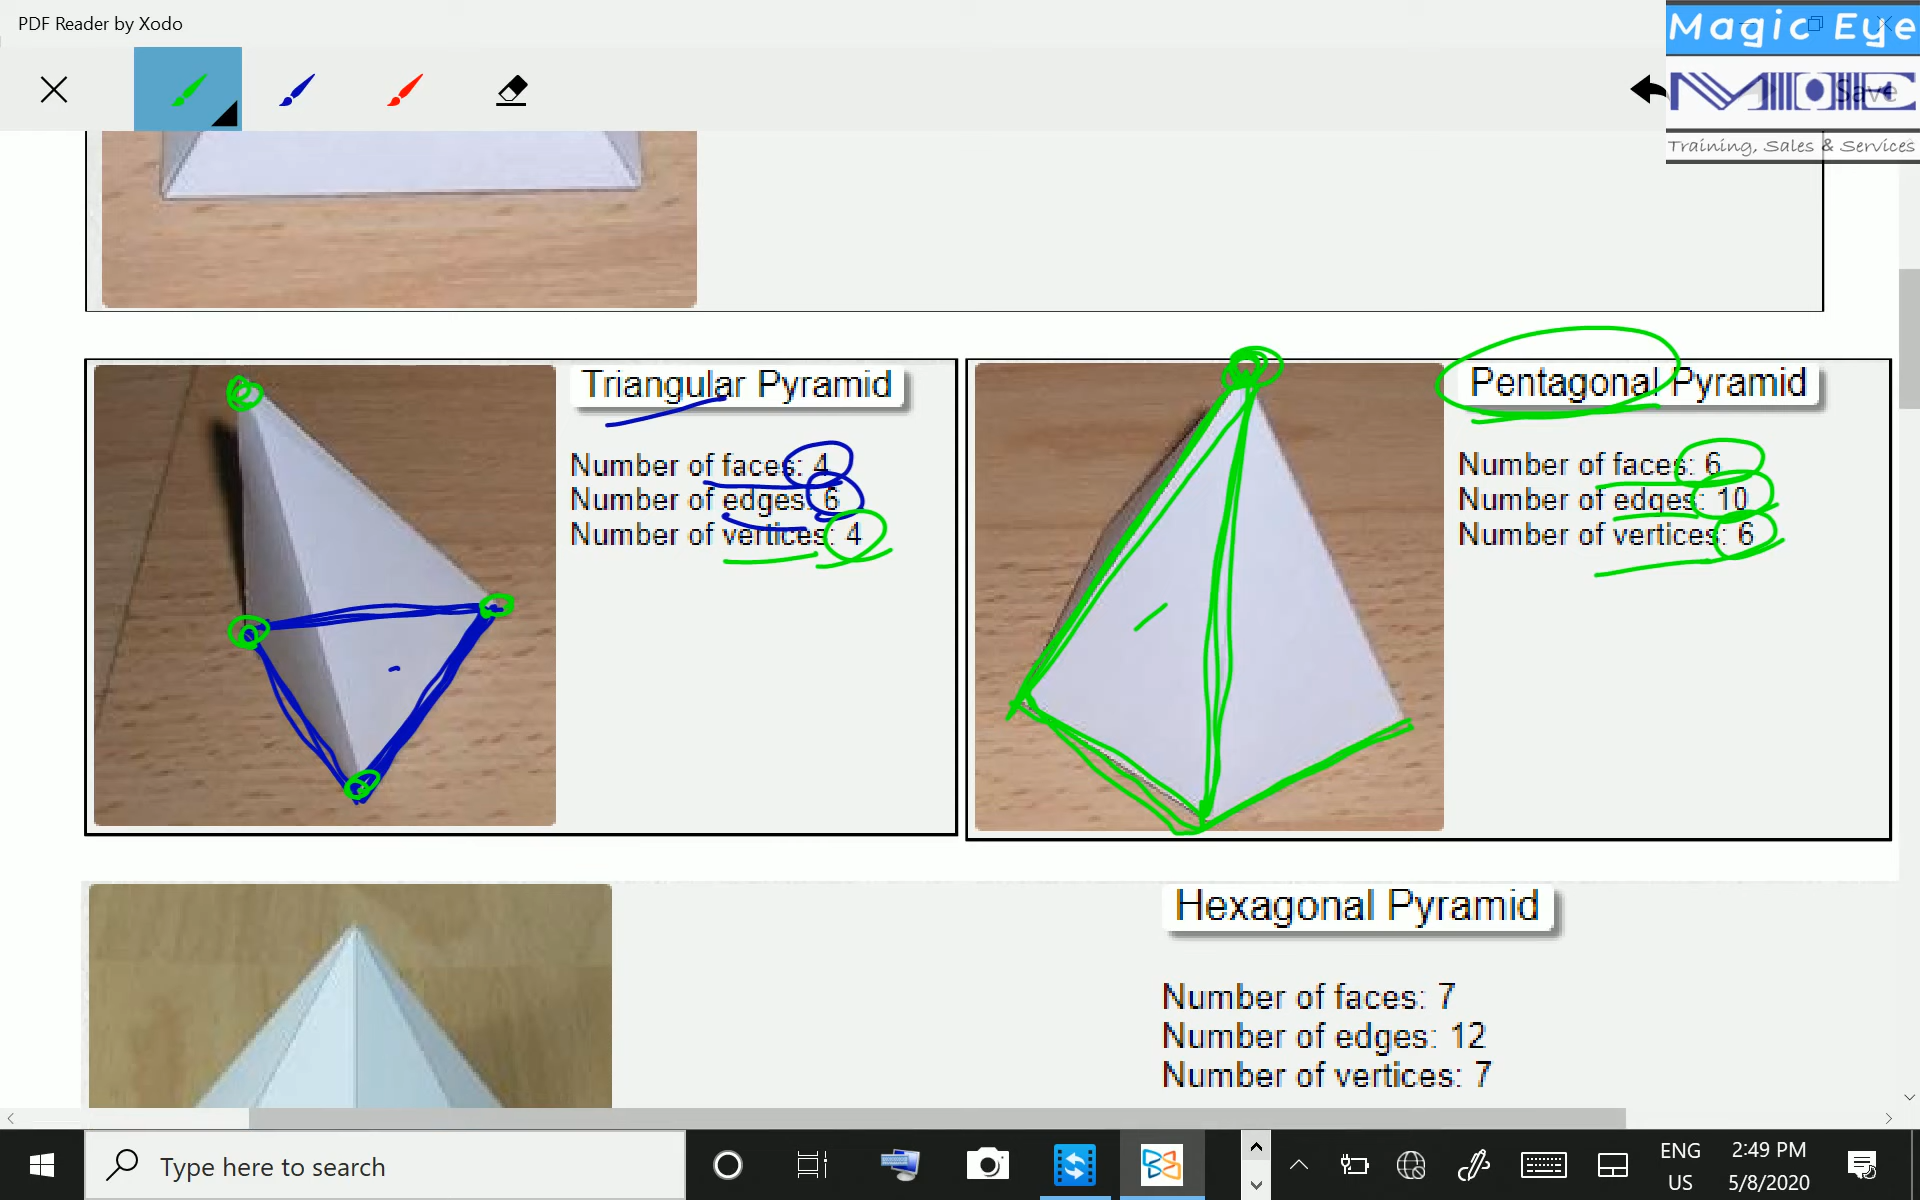 PDF Reader by Xodo
Magic Eye
Save
Training, Sales & Services
Triangular Pyramid
Number of faces: 4
Number of edges: 6
Number of vertices: 4
Pentagonal Pyramid
Number of faces: 6
Number of edges: 10
Number of vertices: 6
Hexagonal Pyramid
Number of faces: 7
Number of edges: 12
Number of vertices: 7
Type here to search
ENG
US
2:49 PM
5/8/2020